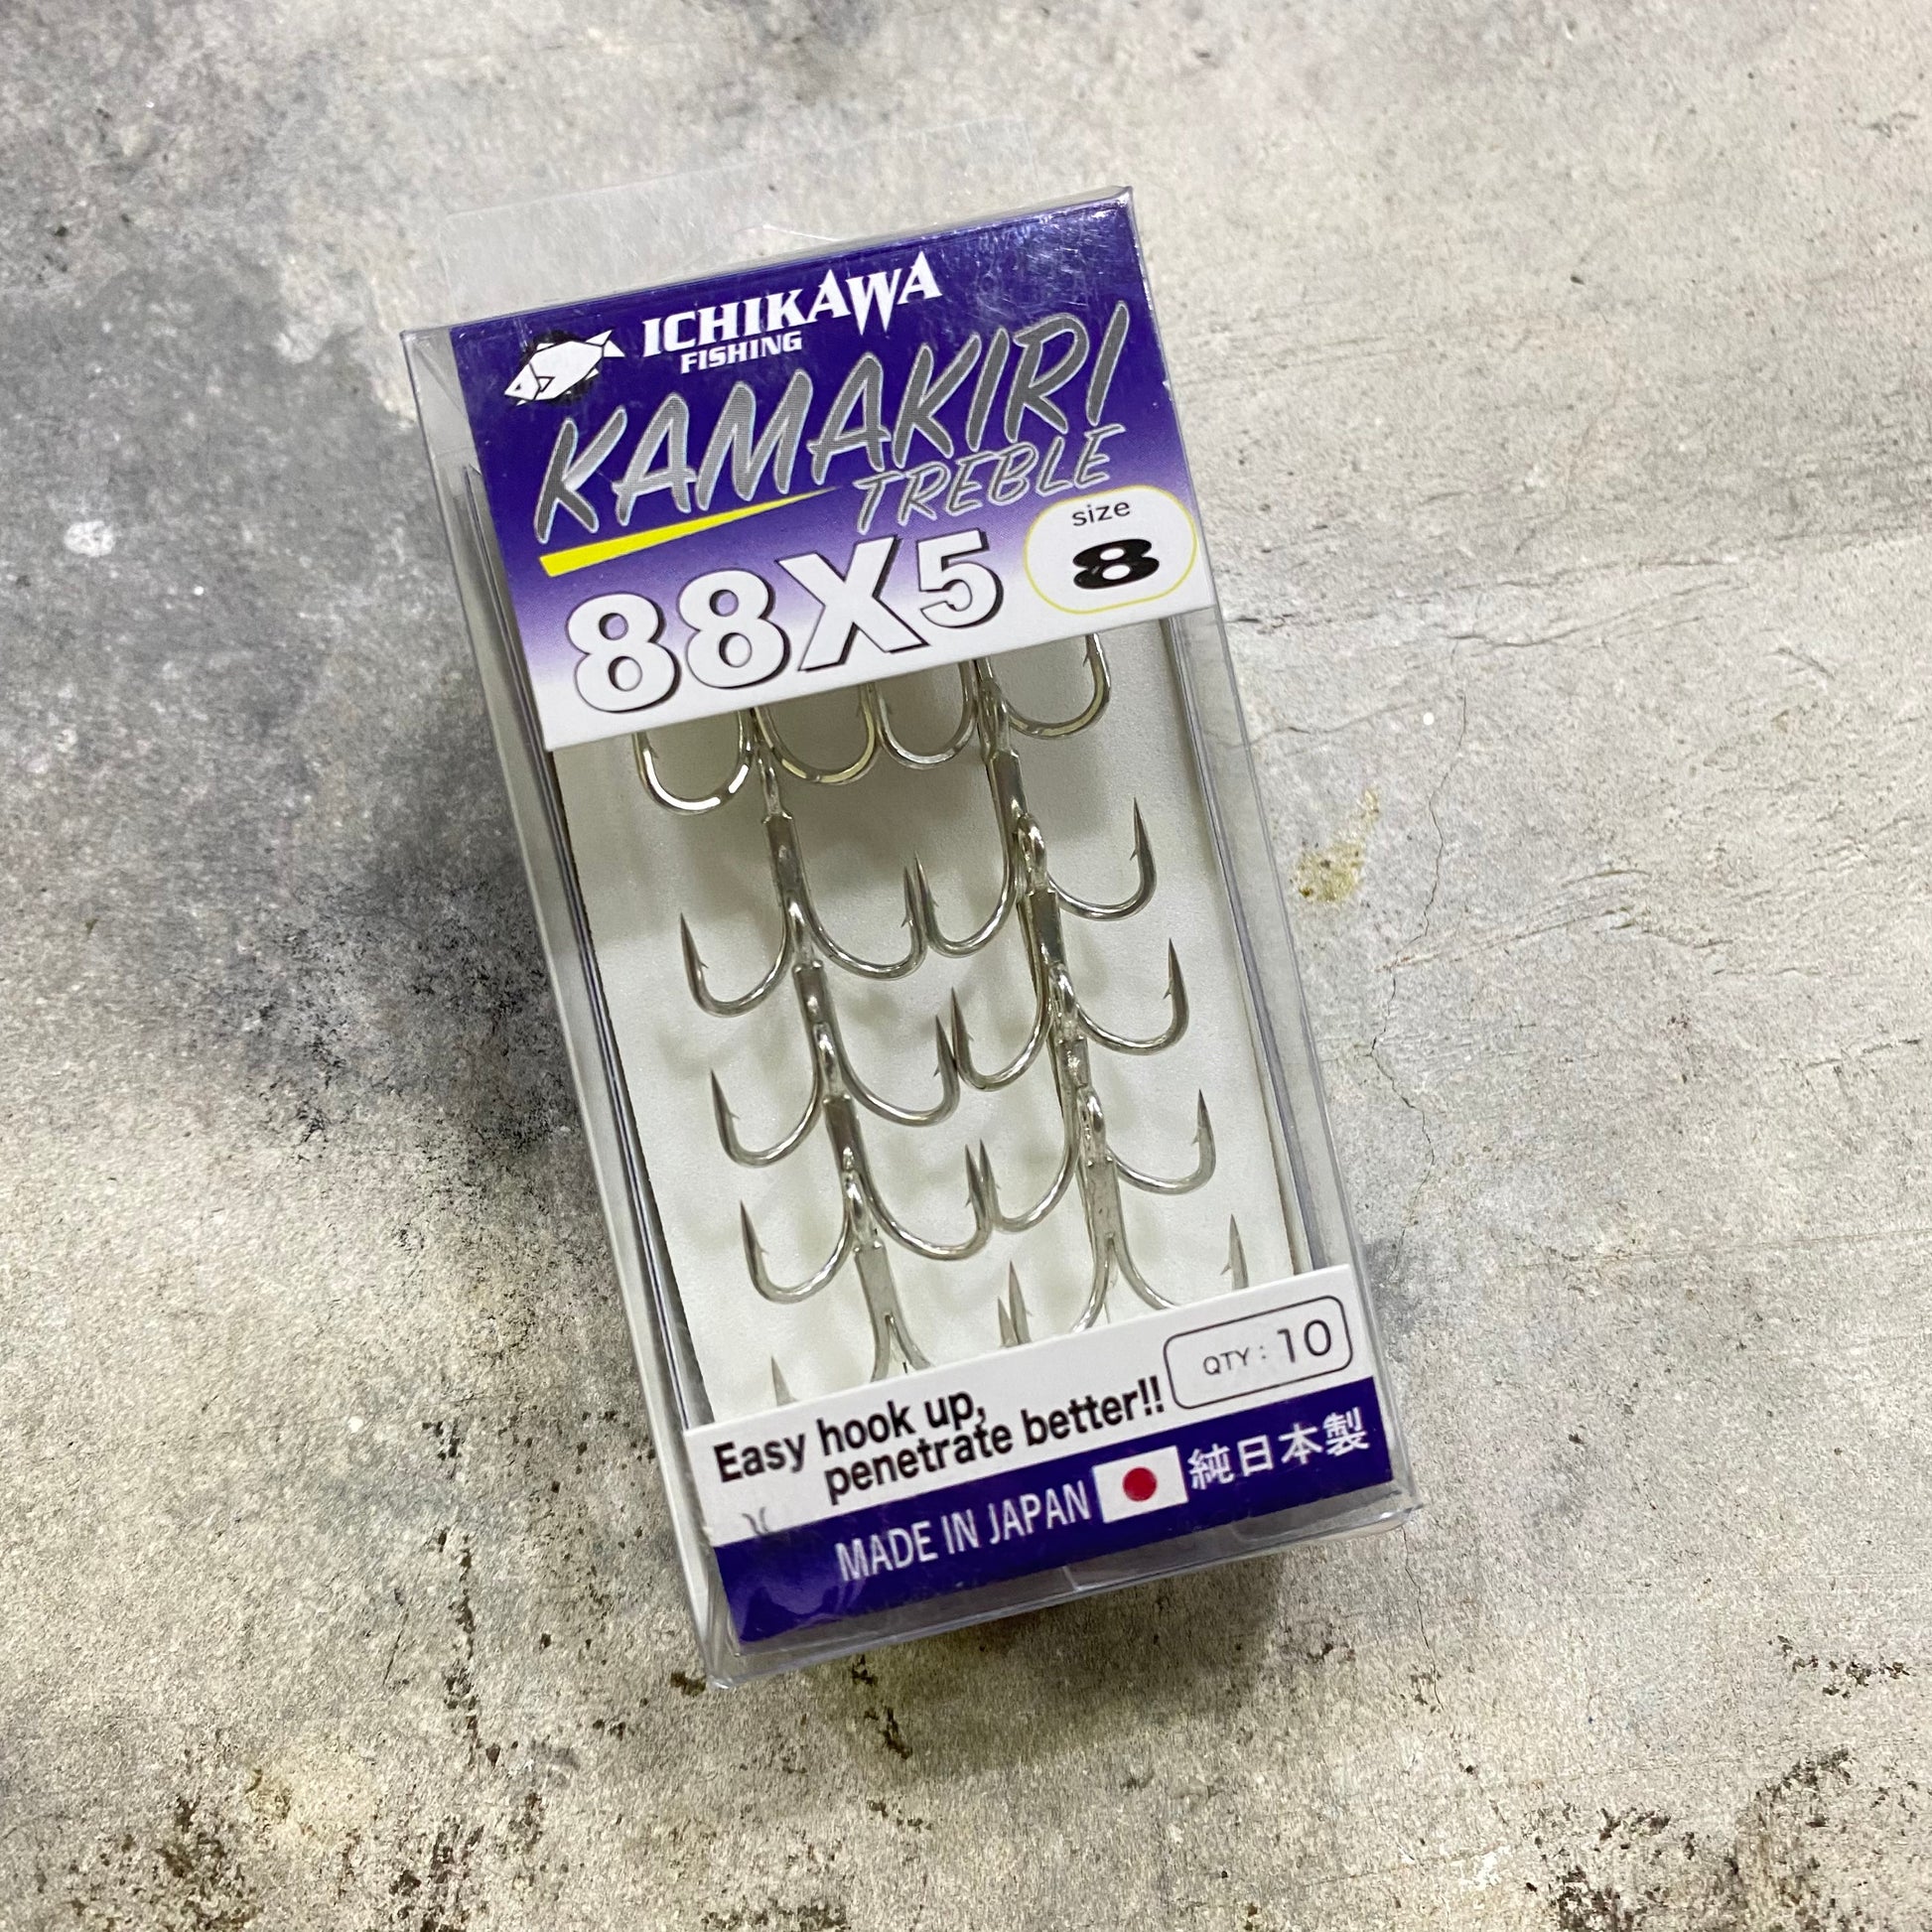 ICHIKAWA
FISHING
KAMAKIRI
TREBLE
88X5
size
8
QTY : 10
Easy hook up,
penetrate better!!
MADE IN JAPAN 純日本製